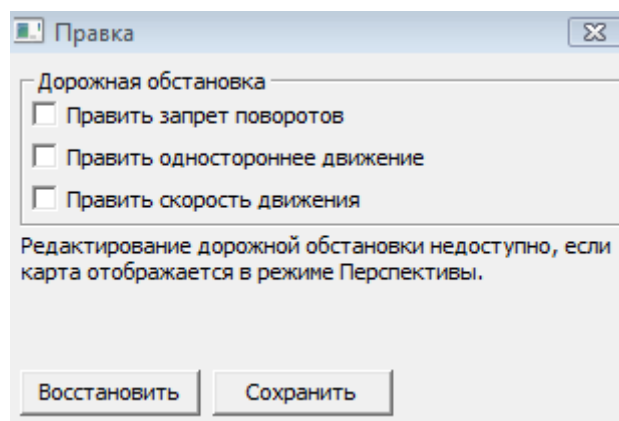 Правка
Дорожная обстановка
Править запрет поворотов
Править одностороннее движение
Править скорость движения
Редактирование дорожной обстановки недоступно, если
карта отображается в режиме Перспективы.
Восстановить Сохранить